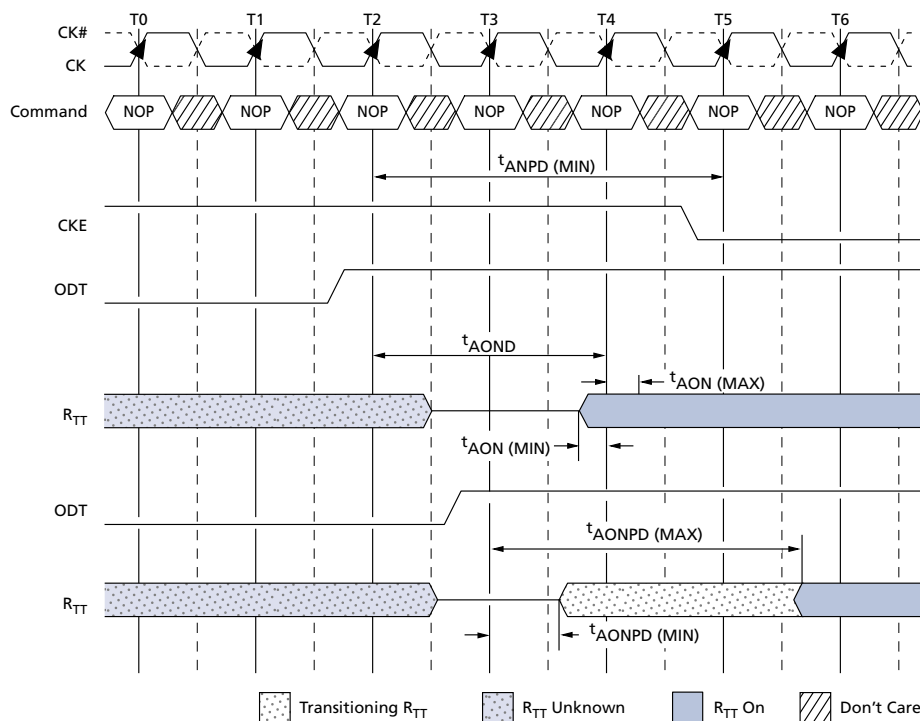 T0 T1 T2 T3 T4 T5 T6
CK#
CK
Command NOP NOP NOP NOP NOP NOP NOP
tANPD (MIN)
CKE
ODT
tAOND
tAON (MAX)
RTT
tAON (MIN)
ODT
tAONPD (MAX)
RTT
tAONPD (MIN)
Transitioning RTT RTT Unknown RTT On Don't Care